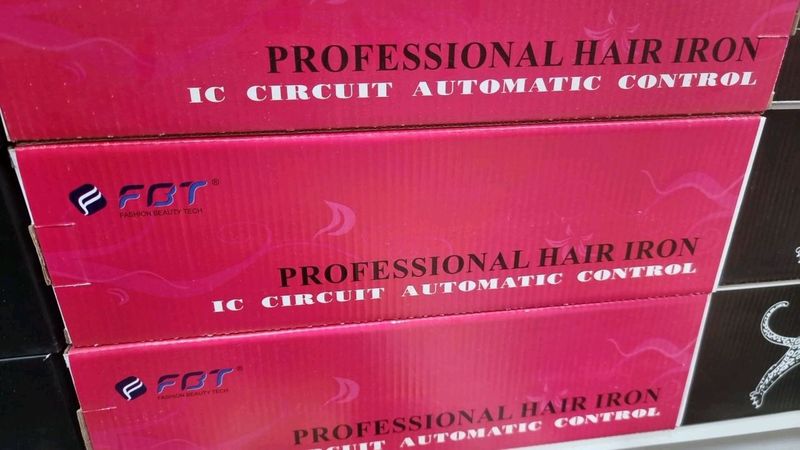 PROFESSIONAL HAIR IRON
IC CIRCUIT AUTOMATIC CONTROL
FBT®
FASHION BEAUTY TECH
PROFESSIONAL HAIR IRON
IC CIRCUIT AUTOMATIC CONTROL
FBT®
FASHION BEAUTY TECH
PROFESSIONAL HAIR IRON
CIRCUIT AUTOMATIC CONTROL